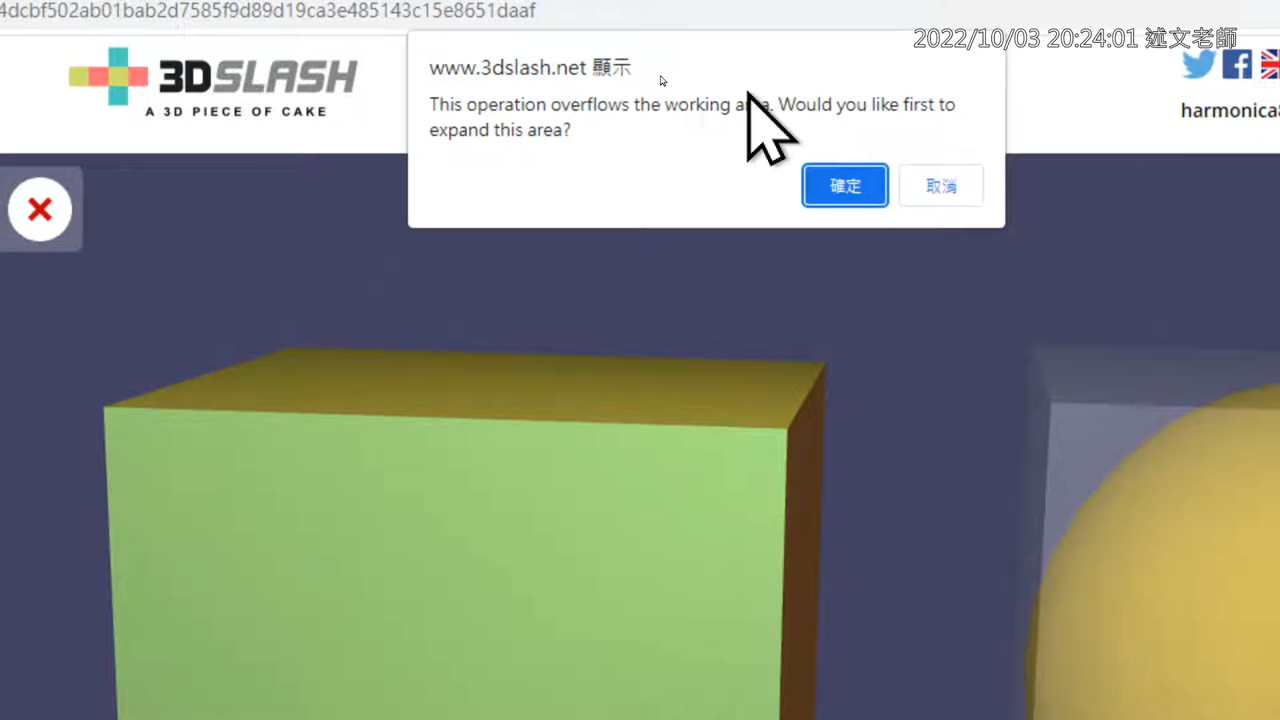 4dcbf502ab01bab2d7585f9d89d19ca3e485143c15e8651daaf
2022/10/03 20:24:01 述文老師
3DSLASH
A 3D PIECE OF CAKE
www.3dslash.net 顯示
This operation overflows the working a a. Would you like first to
expand this area?
確定
取消
harmonica